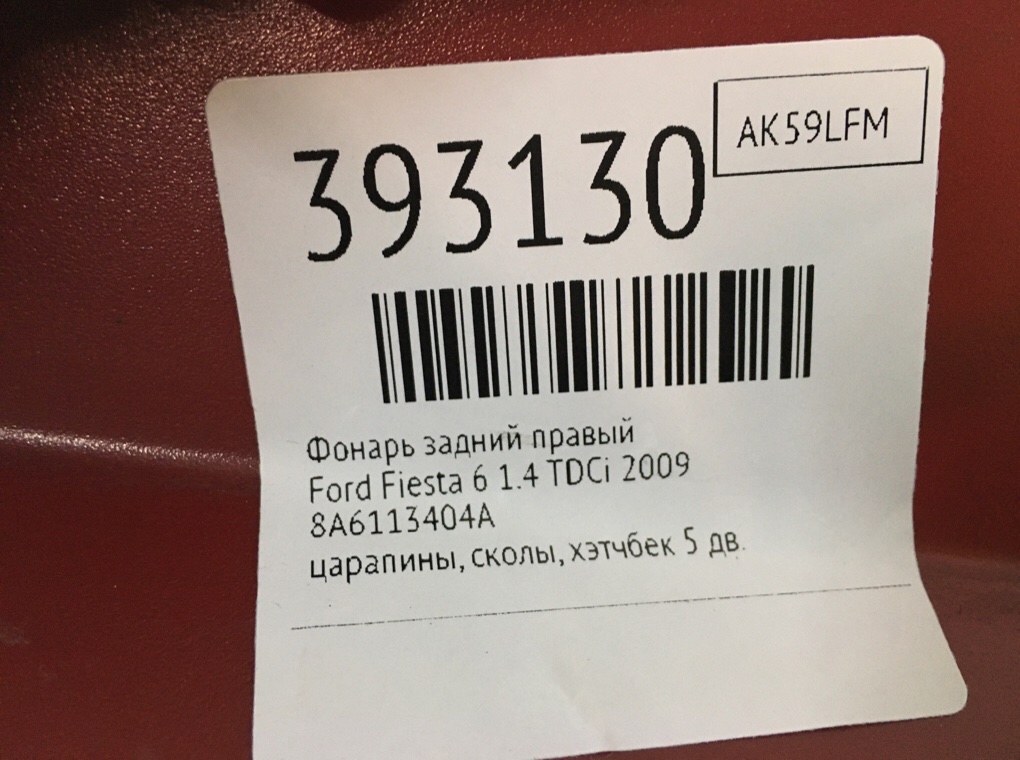 393130
AK59LFM
Фонарь задний правый
Ford Fiesta 6 1.4 TDCi 2009
8A6113404A
царапины, сколы, хэтчбек 5 дв.